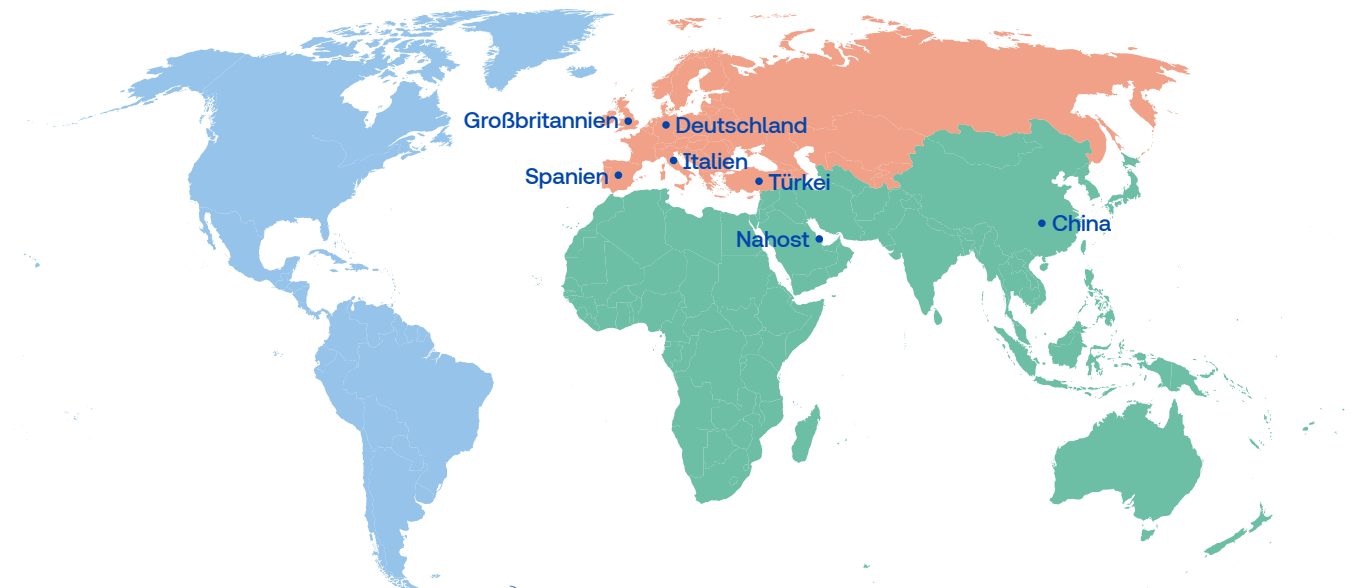 Großbritannien
Deutschland
Italien
Spanien
Türkei
China
Nahost